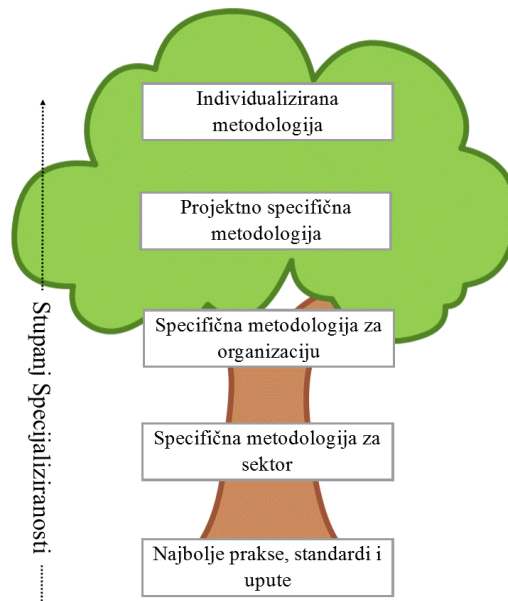 Individualizirana
metodologija
Projektno specifična
metodologija
Specifična metodologija za
organizaciju
Specifična metodologija za
sektor
Najbolje prakse, standardi i
upute
Stupanj Specijaliziranosti